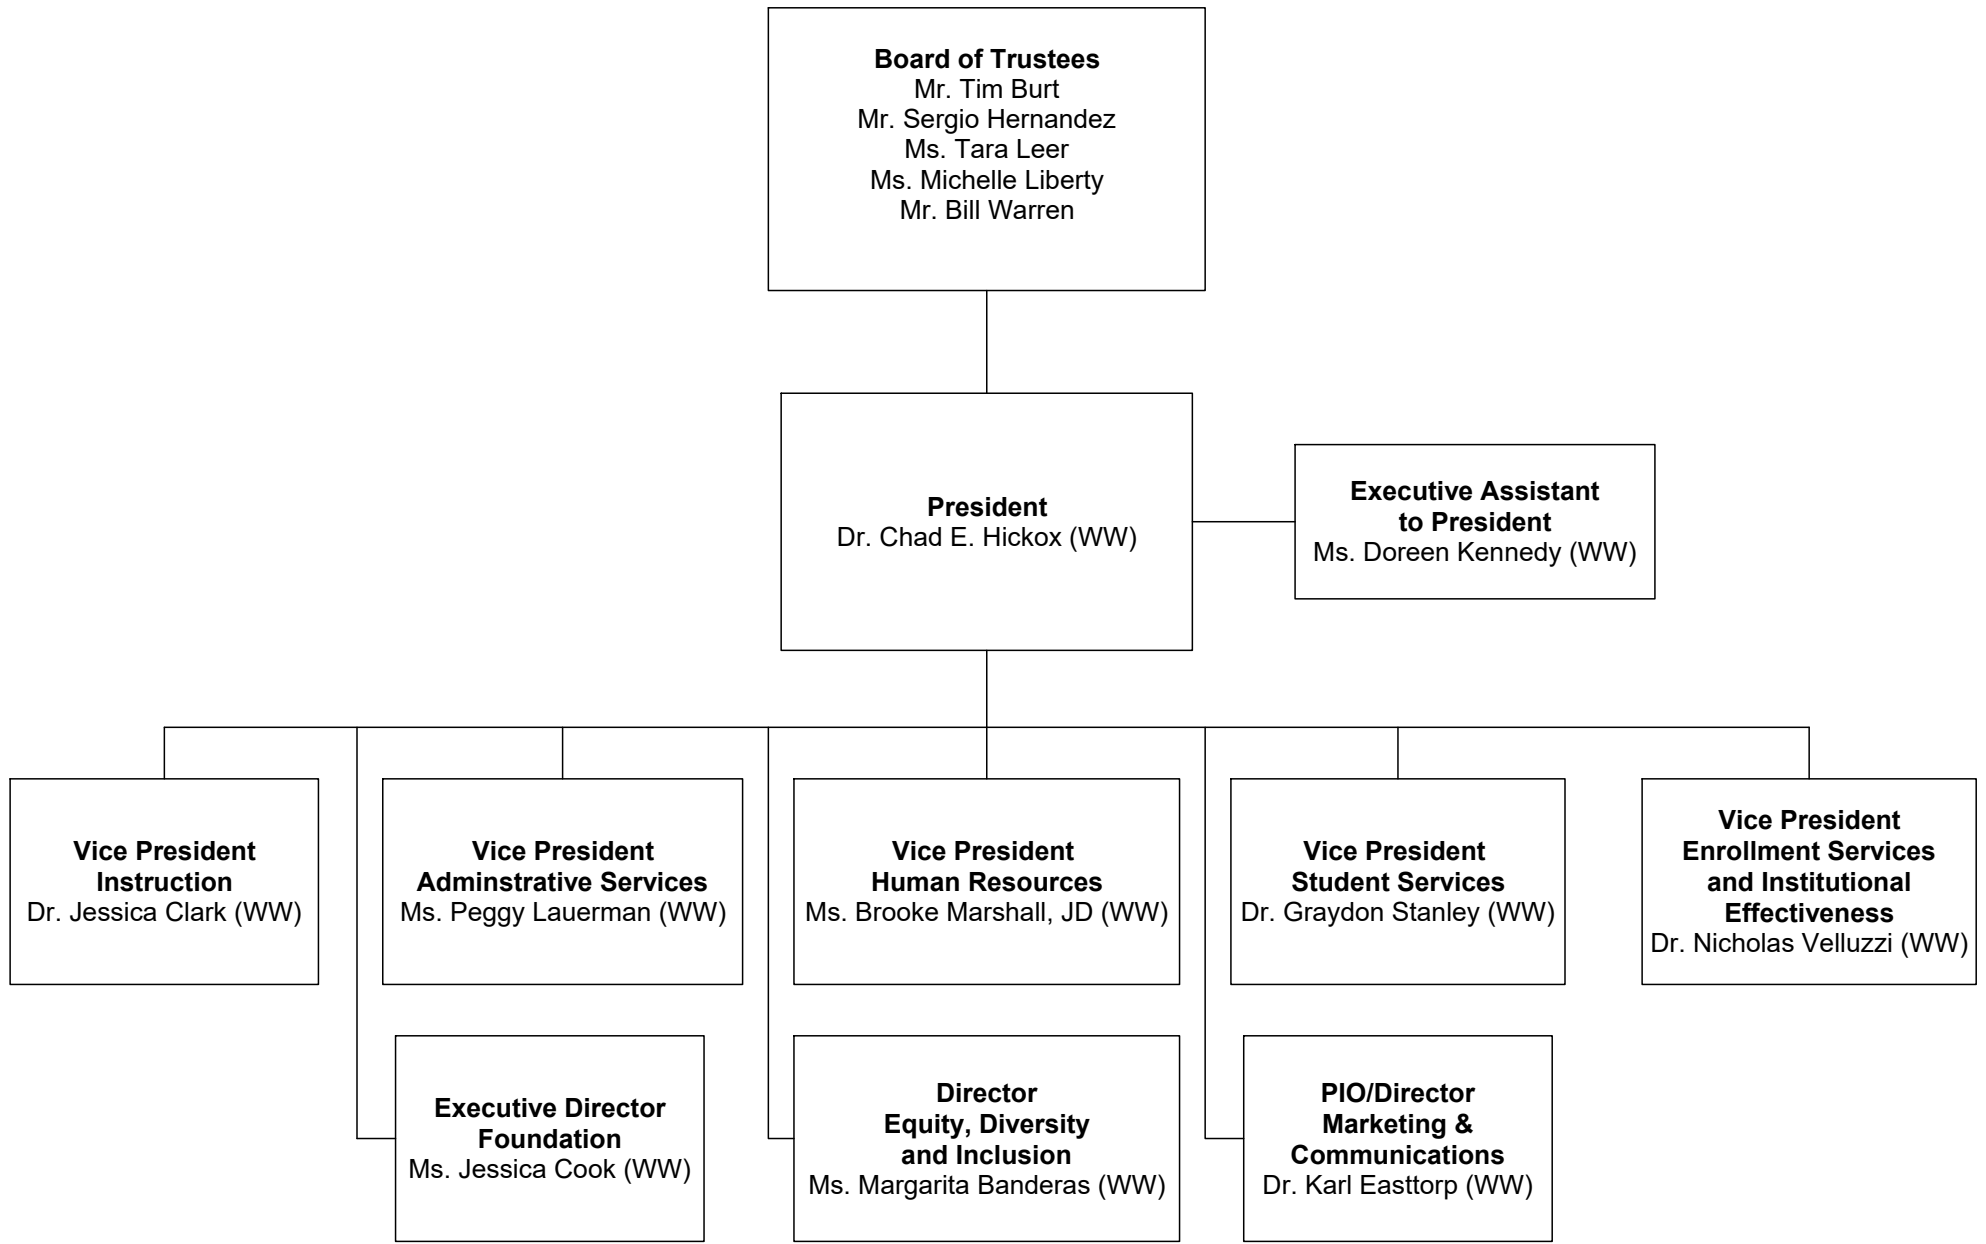 Board of Trustees
Mr. Tim Burt
Mr. Sergio Hernandez
Ms. Tara Leer
Ms. Michelle Liberty
Mr. Bill Warren
President
Dr. Chad E. Hickox (WW)
Executive Assistant
to President
Ms. Doreen Kennedy (WW)
Vice President
Instruction
Dr. Jessica Clark (WW)
Vice President
Adminstrative Services
Ms. Peggy Lauerman (WW)
Vice President
Human Resources
Ms. Brooke Marshall, JD (WW)
Vice President
Student Services
Dr. Graydon Stanley (WW)
Vice President
Enrollment Services
and Institutional
Effectiveness
Dr. Nicholas Velluzzi (WW)
Executive Director
Foundation
Ms. Jessica Cook (WW)
Director
Equity, Diversity
and Inclusion
Ms. Margarita Banderas (WW)
PIO/Director
Marketing &
Communications
Dr. Karl Easttorp (WW)